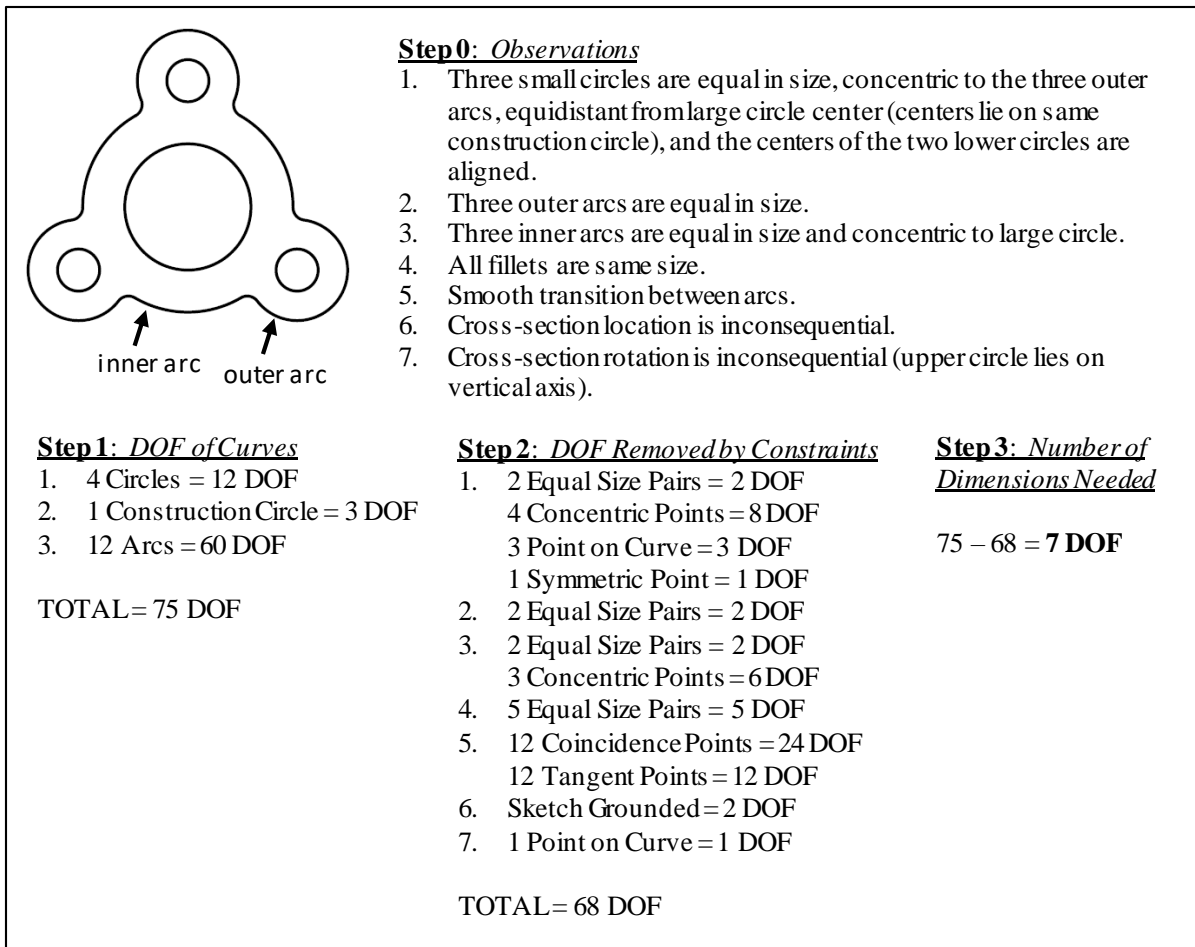 Step 0: Observations
1. Three small circles are equal in size, concentric to the three outer
arcs, equidistant from large circle center (centers lie on same
construction circle), and the centers of the two lower circles are
aligned.
2. Three outer arcs are equal in size.
3. Three inner arcs are equal in size and concentric to large circle.
4. All fillets are same size.
5. Smooth transition between arcs.
6. Cross-section location is inconsequential.
7. Cross-section rotation is inconsequential (upper circle lies on
vertical axis).
inner arc
outer arc
Step 1: DOF of Curves
1. 4 Circles = 12 DOF
2. 1 Construction Circle = 3 DOF
3. 12 Arcs = 60 DOF
TOTAL = 75 DOF
Step 2: DOF Removed by Constraints
1. 2 Equal Size Pairs = 2 DOF
4 Concentric Points = 8 DOF
3 Point on Curve = 3 DOF
1 Symmetric Point = 1 DOF
2. 2 Equal Size Pairs = 2 DOF
3. 2 Equal Size Pairs = 2 DOF
3 Concentric Points = 6 DOF
4. 5 Equal Size Pairs = 5 DOF
5. 12 Coincidence Points = 24 DOF
12 Tangent Points = 12 DOF
6. Sketch Grounded = 2 DOF
7. 1 Point on Curve = 1 DOF
TOTAL = 68 DOF
Step 3: Number of
Dimensions Needed
75 – 68 = 7 DOF